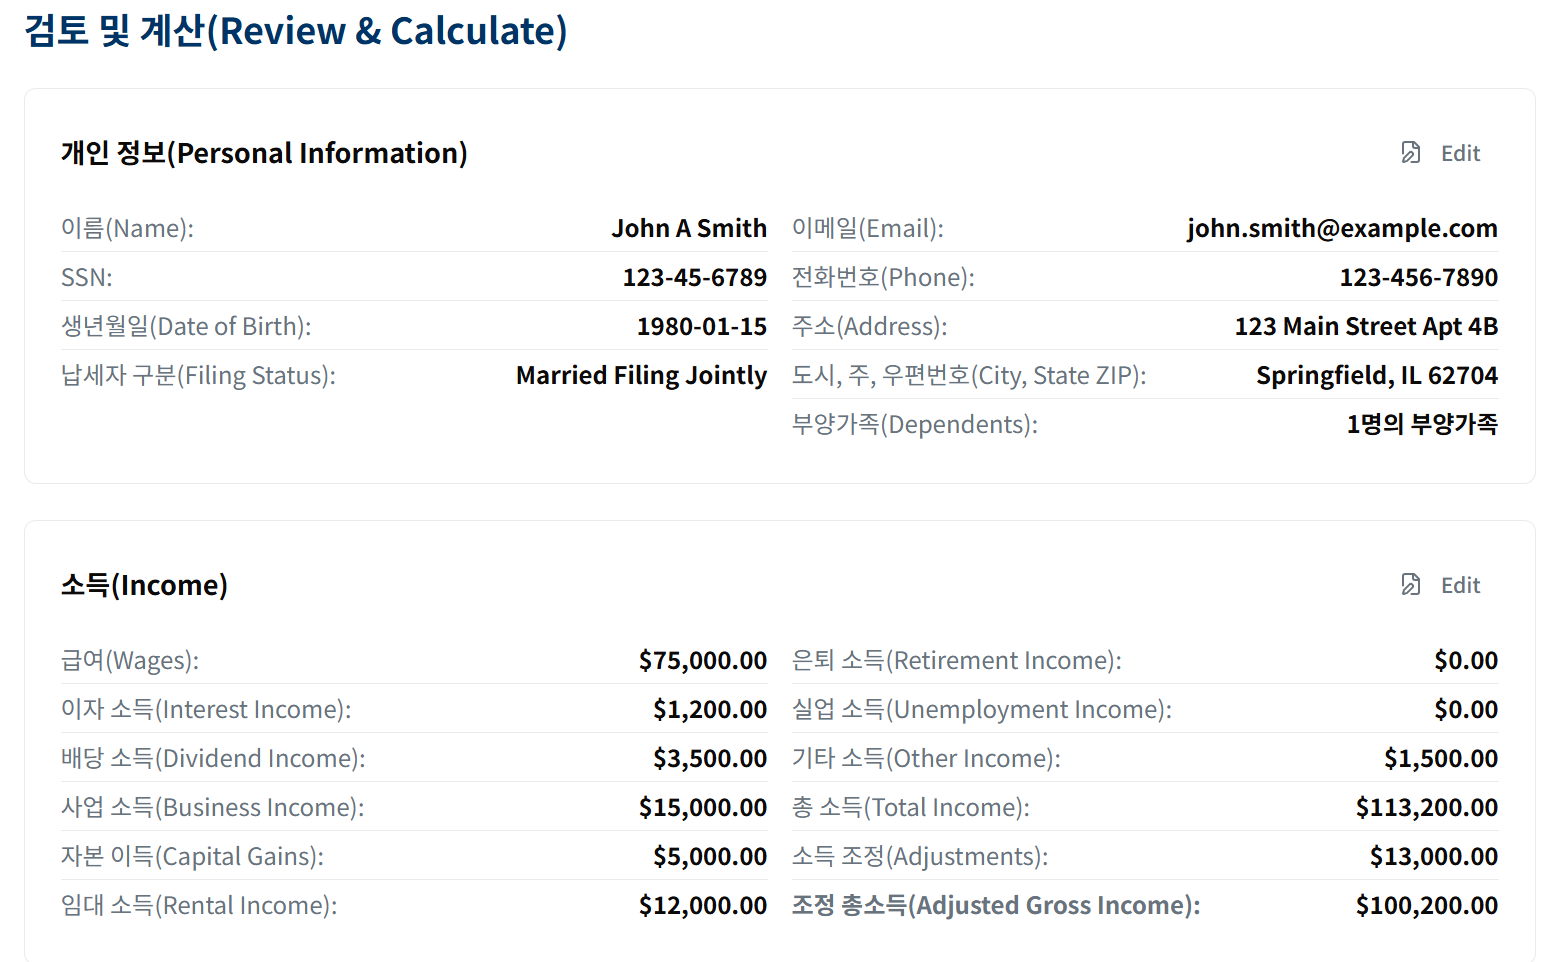 검토 및 계산(Review & Calculate)
개인 정보(Personal Information)
Edit
이름(Name): John A Smith
SSN: 123-45-6789
생년월일(Date of Birth): 1980-01-15
납세자 구분(Filing Status): Married Filing Jointly
이메일(Email): john.smith@example.com
전화번호(Phone): 123-456-7890
주소(Address): 123 Main Street Apt 4B
도시, 주, 우편번호(City, State ZIP): Springfield, IL 62704
부양가족(Dependents): 1명의 부양가족
소득(Income)
Edit
급여(Wages): $75,000.00
이자 소득(Interest Income): $1,200.00
배당 소득(Dividend Income): $3,500.00
사업 소득(Business Income): $15,000.00
자본 이득(Capital Gains): $5,000.00
임대 소득(Rental Income): $12,000.00
은퇴 소득(Retirement Income): $0.00
실업 소득(Unemployment Income): $0.00
기타 소득(Other Income): $1,500.00
총 소득(Total Income): $113,200.00
소득 조정(Adjustments): $13,000.00
조정 총소득(Adjusted Gross Income): $100,200.00